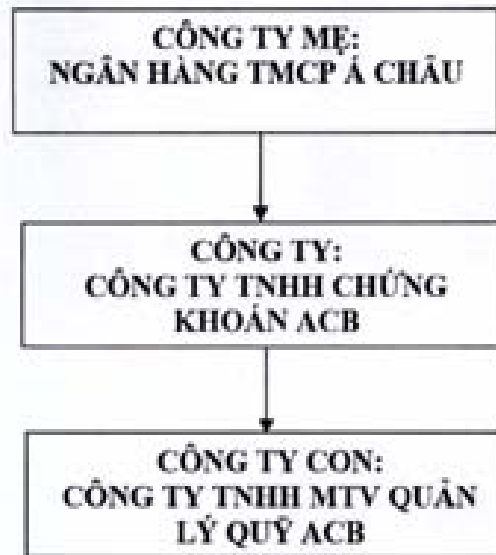 CÔNG TY MẸ:
NGÂN HÀNG TMCP Á CHÂU
CÔNG TY:
CÔNG TY TNHH CHỨNG
KHOÁN ACB
CÔNG TY CON:
CÔNG TY TNHH MTV QUẢN
LÝ QUỸ ACB